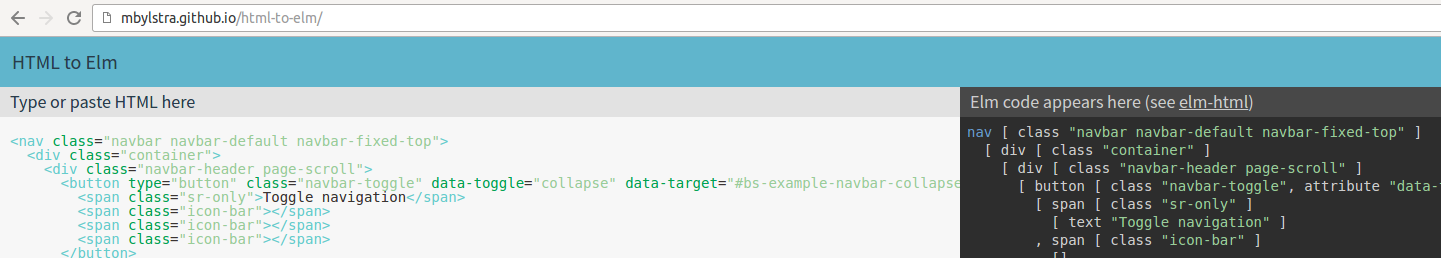 mbylstra.github.io/html-to-elm/
HTML to Elm
Type or paste HTML here
<nav class="navbar navbar-default navbar-fixed-top">
<div class="container">
<div class="navbar-header page-scroll">
<button type="button" class="navbar-toggle" data-toggle="collapse" data-target="#bs-example-navbar-collapse
<span class="sr-only">Toggle navigation</span>
<span class="icon-bar"></span>
<span class="icon-bar"></span>
<span class="icon-bar"></span>
</button>
Elm code appears here (see elm-html)
nav [ class "navbar navbar-default navbar-fixed-top" ]
[ div [ class "container" ]
[ div [ class "navbar-header page-scroll" ]
[ button [ class "navbar-toggle", attribute "data-
[ span [ class "sr-only" ]
[ text "Toggle navigation" ]
, span [ class "icon-bar" ]
[]